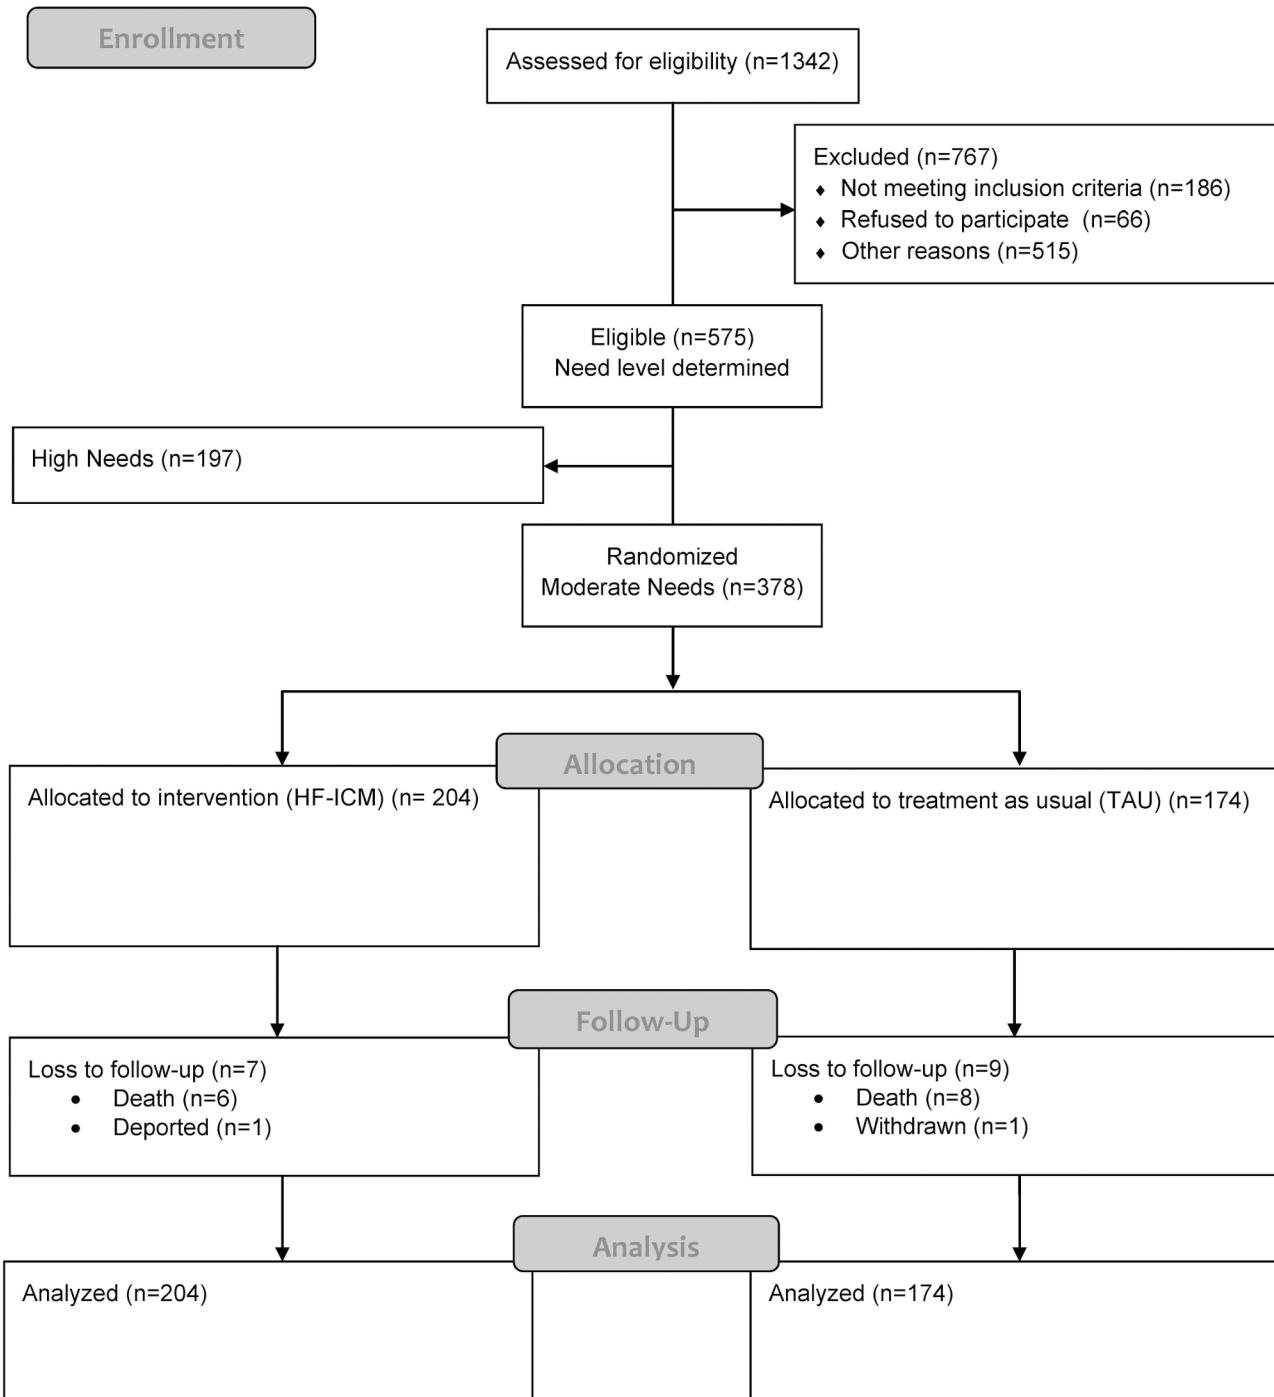 Enrollment
Assessed for eligibility (n=1342)
Excluded (n=767)
♦ Not meeting inclusion criteria (n=186)
♦ Refused to participate (n=66)
♦ Other reasons (n=515)
Eligible (n=575)
Need level determined
High Needs (n=197)
Randomized
Moderate Needs (n=378)
Allocation
Allocated to intervention (HF-ICM) (n= 204)
Allocated to treatment as usual (TAU) (n=174)
Follow-Up
Loss to follow-up (n=7)
• Death (n=6)
• Deported (n=1)
Loss to follow-up (n=9)
• Death (n=8)
• Withdrawn (n=1)
Analysis
Analyzed (n=204)
Analyzed (n=174)